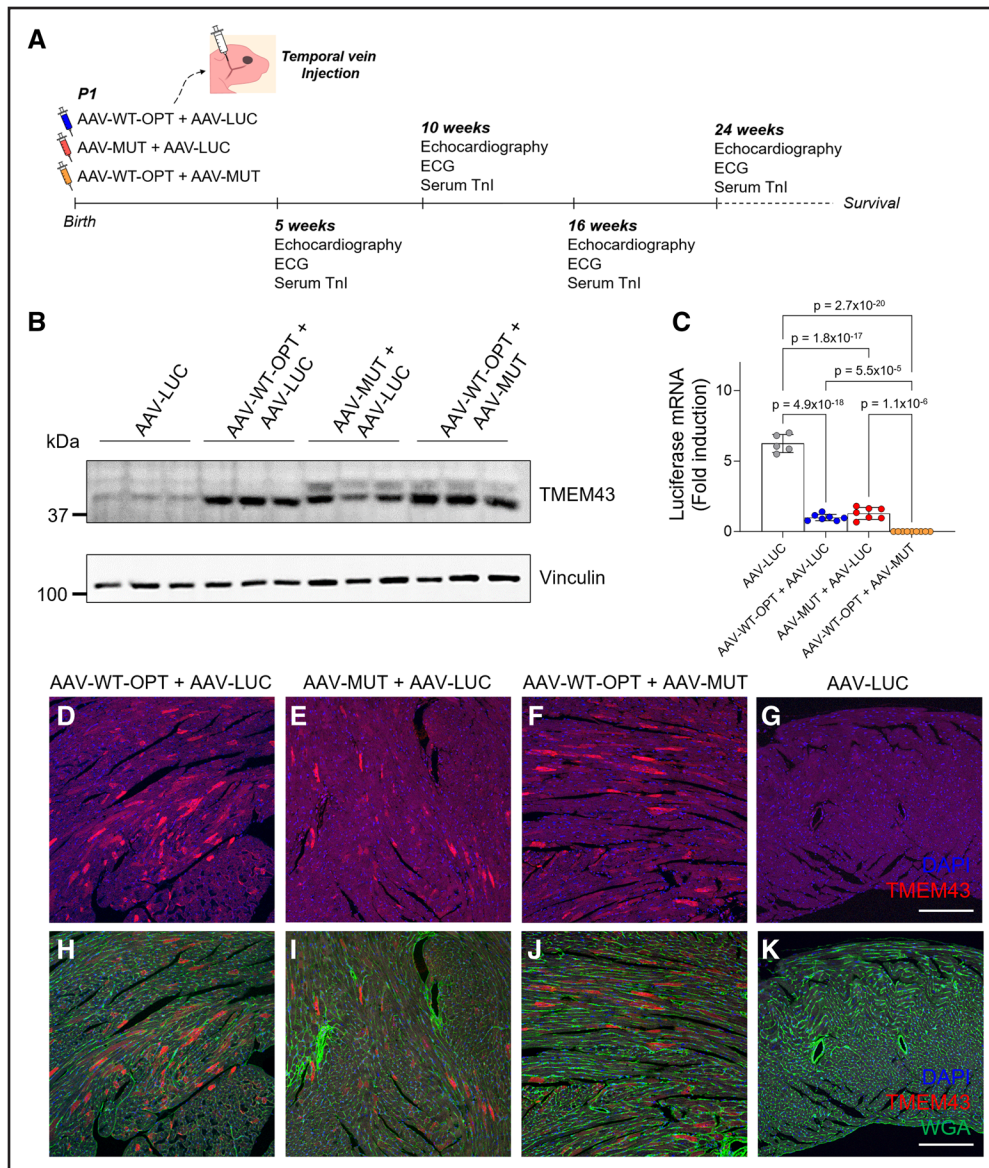 A
Temporal vein
Injection
P1
AAV-WT-OPT + AAV-LUC
AAV-MUT + AAV-LUC
AAV-WT-OPT + AAV-MUT
10 weeks
Echocardiography
ECG
Serum TnI
24 weeks
Echocardiography
ECG
Serum TnI
Birth
Survival
5 weeks
Echocardiography
ECG
Serum TnI
16 weeks
Echocardiography
ECG
Serum TnI
B
AAV-LUC
AAV-WT-OPT +
AAV-LUC
AAV-MUT +
AAV-LUC
AAV-WT-OPT +
AAV-MUT
kDa
37
TMEM43
100
Vinculin
C
p = 2.7x10-20
p = 1.8x10-17
p = 5.5x10-5
p = 4.9x10-18
p = 1.1x10-6
Luciferase mRNA
(Fold induction)
10
5
0
AAV-LUC
AAV-WT-OPT + AAV-LUC
AAV-MUT + AAV-LUC
AAV-WT-OPT + AAV-MUT
AAV-WT-OPT + AAV-LUC
AAV-MUT + AAV-LUC
AAV-WT-OPT + AAV-MUT
AAV-LUC
D
E
F
G
DAPI
TMEM43
H
I
J
K
DAPI
TMEM43
WGA